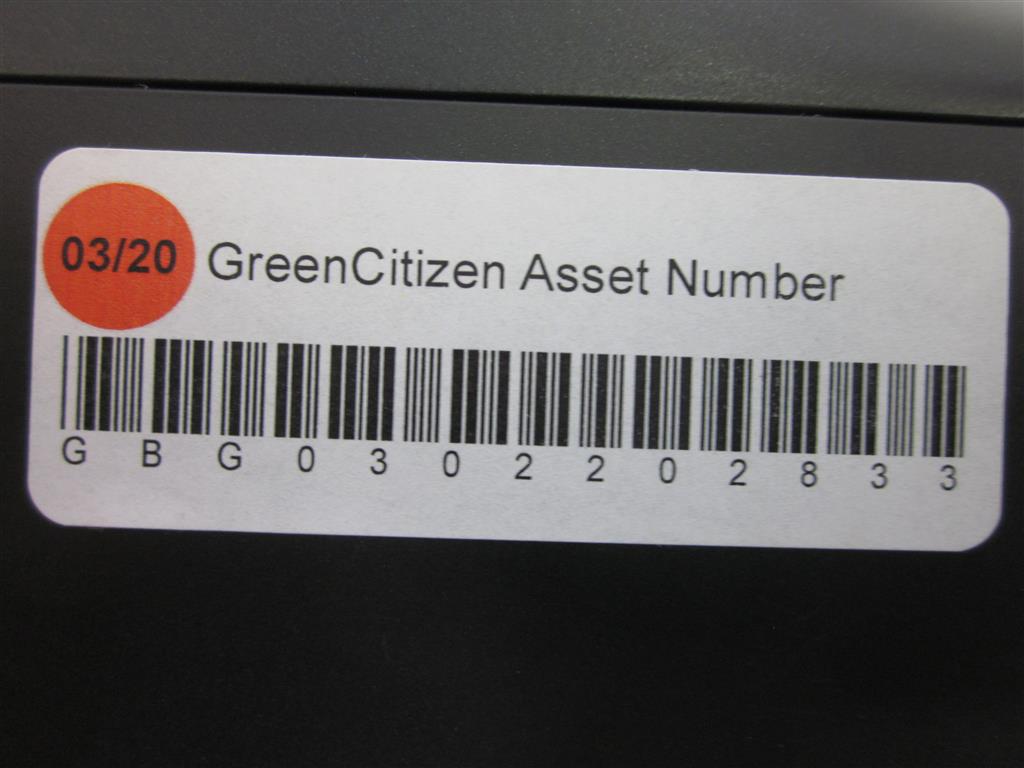 03/20 GreenCitizen Asset Number
G B G 0 3 0 2 2 0 2 8 3 3